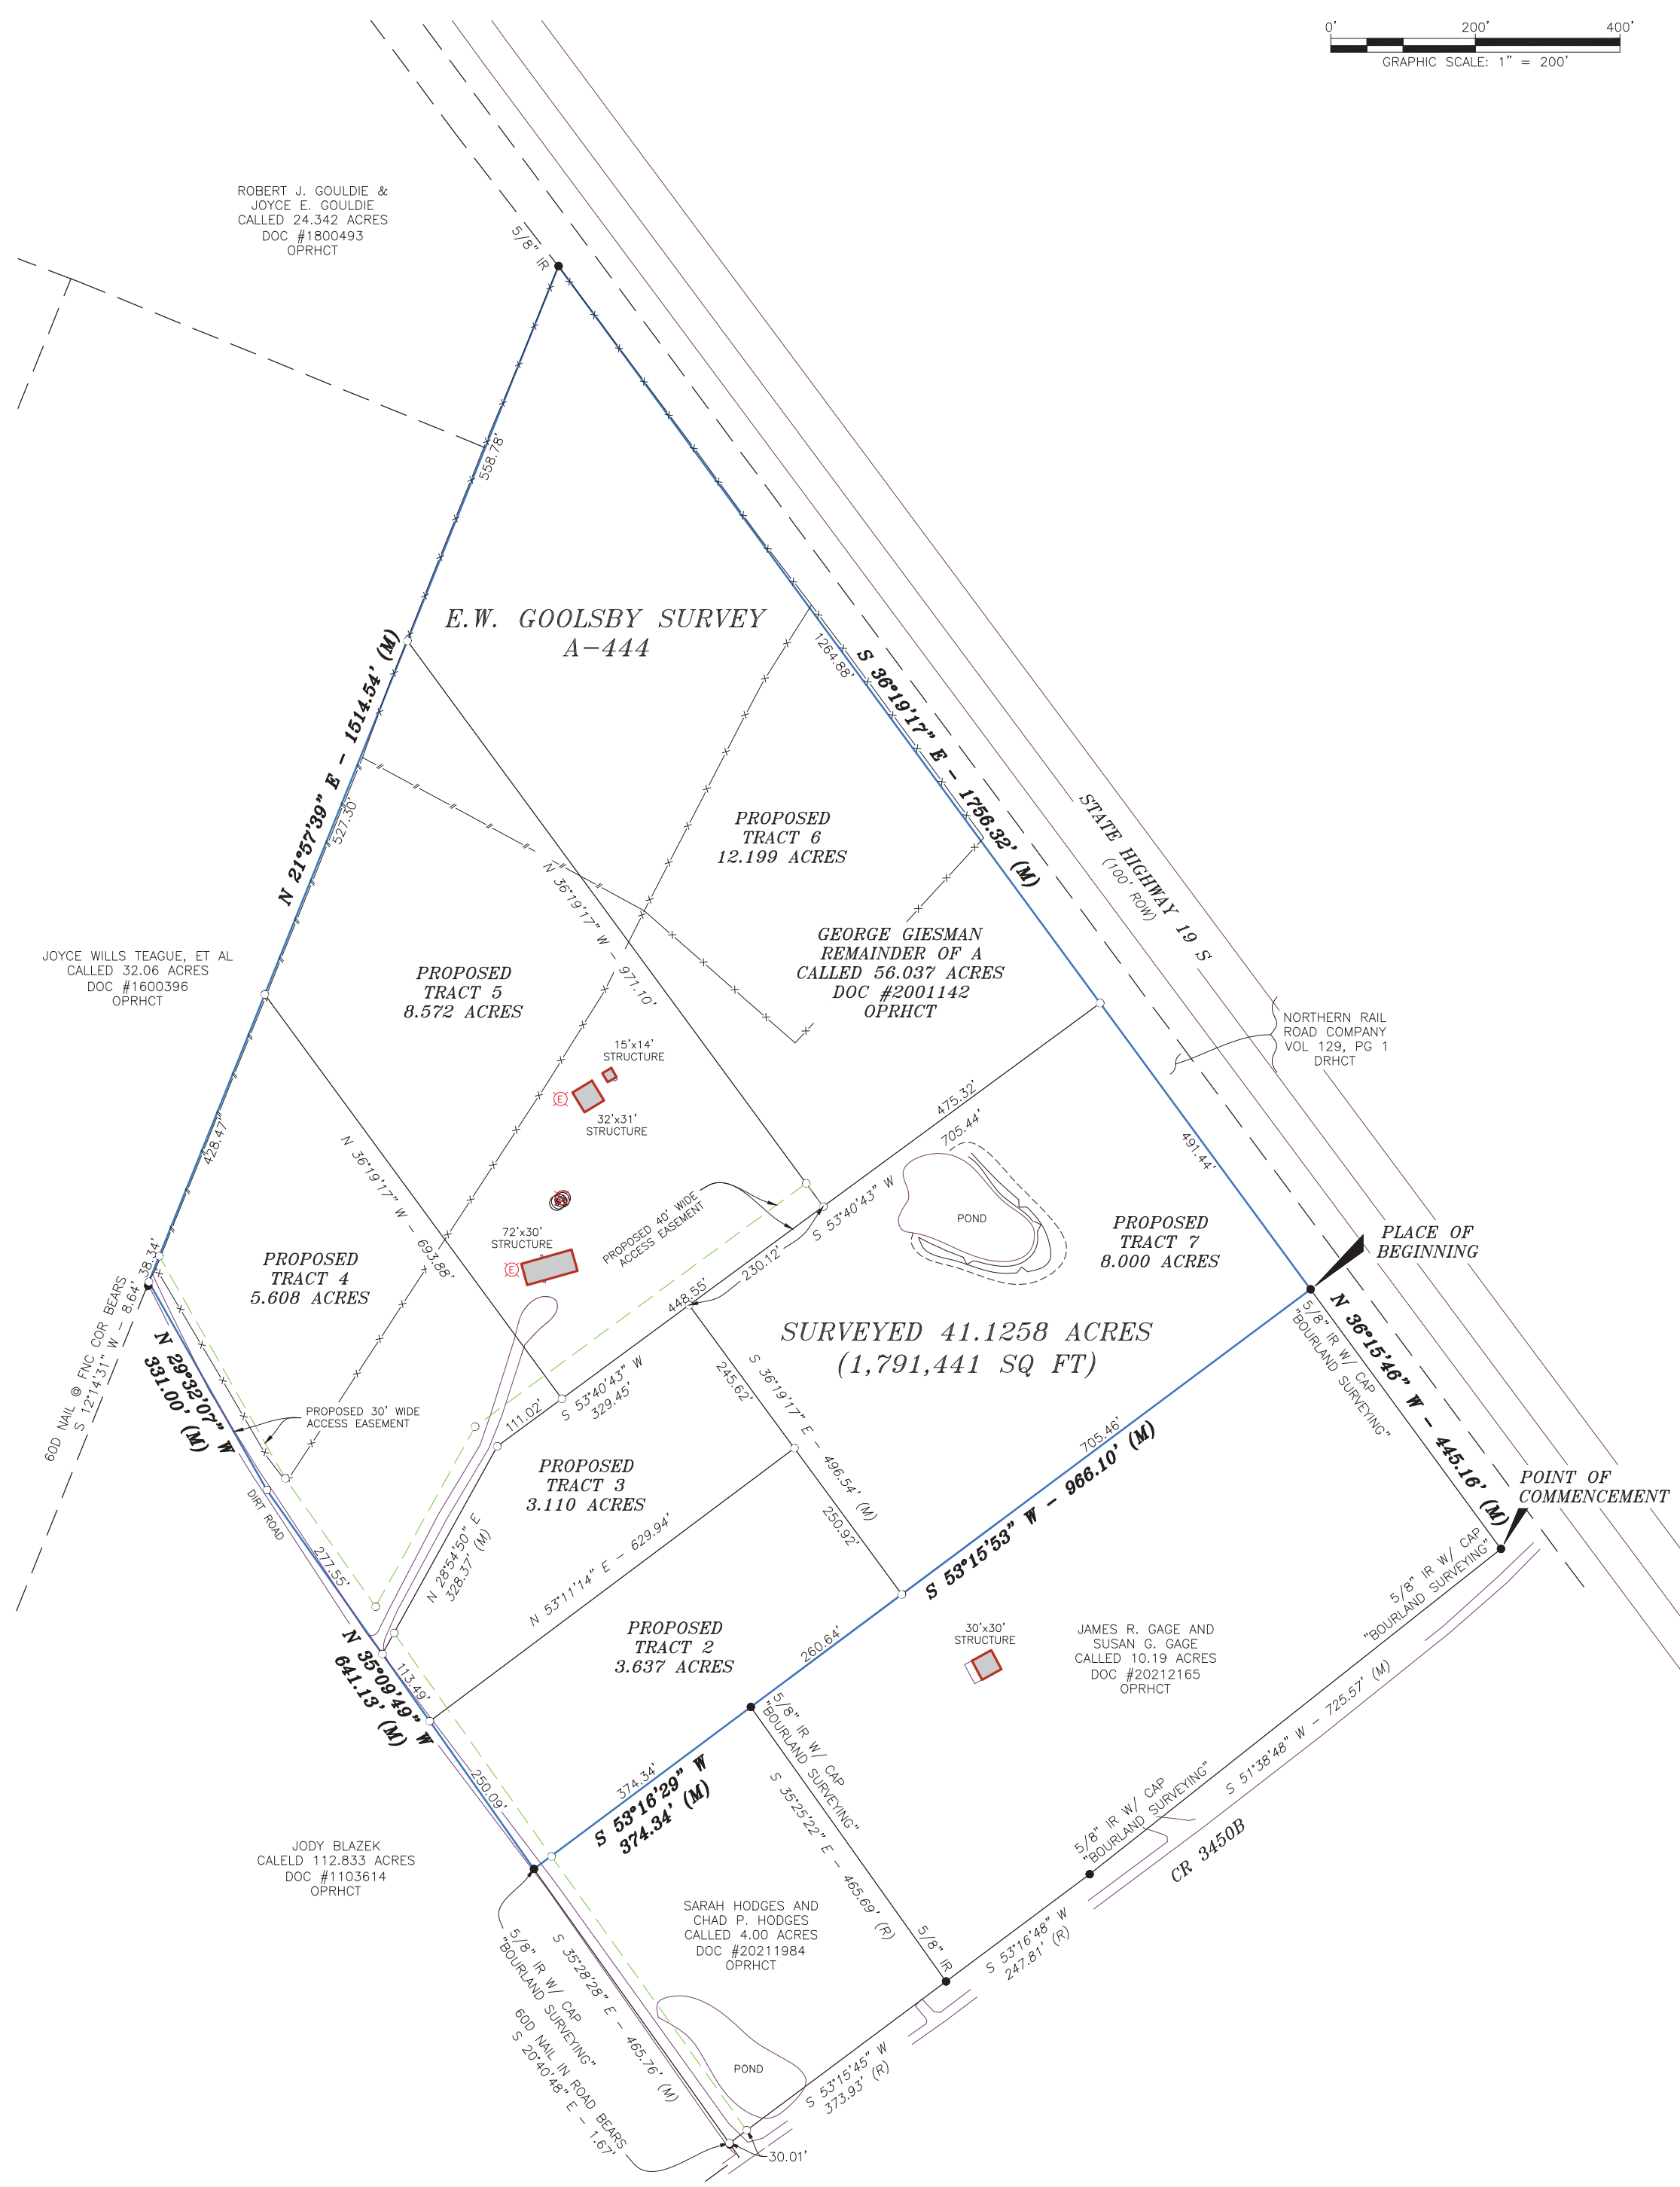 0' 200' 400'
GRAPHIC SCALE: 1" = 200'
ROBERT J. GOULDIE &
JOYCE E. GOULDIE
CALLED 24.342 ACRES
DOC #1800493
OPRHCT
5/8" IR
558.78'
E.W. GOOLSBY SURVEY
A-444
N 21°57'39" E - 1514.54' (M)
527.30'
1264.88'
S 36°19'17" E - 1756.32' (M)
STATE HIGHWAY 19 S
(100' ROW)
PROPOSED
TRACT 6
12.199 ACRES
N 36°19'17" W - 971.10'
GEORGE GIESMAN
REMAINDER OF A
CALLED 56.037 ACRES
DOC #2001142
OPRHCT
JOYCE WILLS TEAGUE, ET AL
CALLED 32.06 ACRES
DOC #1600396
OPRHCT
PROPOSED
TRACT 5
8.572 ACRES
NORTHERN RAIL
ROAD COMPANY
VOL 129, PG 1
DRHCT
15'x14'
STRUCTURE
E
32'x31'
STRUCTURE
475.32'
705.44'
491.44'
428.47'
N 36°19'17" W - 693.88'
PROPOSED 40' WIDE
ACCESS EASEMENT
S 53°40'43" W
230.12'
POND
72'x30'
STRUCTURE
E
PROPOSED
TRACT 7
8.000 ACRES
PLACE OF
BEGINNING
38.34'
PROPOSED
TRACT 4
5.608 ACRES
448.55'
SURVEYED 41.1258 ACRES
(1,791,441 SQ FT)
60D NAIL @ FNC COR BEARS
S 12°14'31" W - 8.64'
N 29°32'07" W
331.00' (M)
PROPOSED 30' WIDE
ACCESS EASEMENT
DIRT ROAD
111.02'
S 53°40'43" W
329.45'
245.62'
S 36°19'17" E - 496.54' (M)
5/8" IR W/ CAP
"BOURLAND SURVEYING"
N 36°15'46" W - 445.16' (M)
705.46'
S 53°15'53" W - 966.10' (M)
POINT OF
COMMENCEMENT
PROPOSED
TRACT 3
3.110 ACRES
250.92'
277.55'
N 28°54'50" E
328.37' (M)
N 53°11'14" E - 629.94'
5/8" IR W/ CAP
"BOURLAND SURVEYING"
N 35°09'49" W
641.13' (M)
113.49'
PROPOSED
TRACT 2
3.637 ACRES
260.64'
30'x30'
STRUCTURE
JAMES R. GAGE AND
SUSAN G. GAGE
CALLED 10.19 ACRES
DOC #20212165
OPRHCT
S 51°38'48" W - 725.57' (M)
5/8" IR W/ CAP
"BOURLAND SURVEYING"
374.34'
S 53°16'29" W
374.34' (M)
250.09'
S 35°25'22" E - 465.69' (R)
5/8" IR W/ CAP
"BOURLAND SURVEYING"
CR 3450B
JODY BLAZEK
CALELD 112.833 ACRES
DOC #1103614
OPRHCT
SARAH HODGES AND
CHAD P. HODGES
CALLED 4.00 ACRES
DOC #20211984
OPRHCT
5/8" IR
S 53°16'48" W
247.81' (R)
5/8" IR W/ CAP
"BOURLAND SURVEYING"
S 35°28'28" E - 465.76' (M)
60D NAIL IN ROAD BEARS
S 20°40'48" E - 1.67'
POND
S 53°15'45" W
373.93' (R)
30.01'